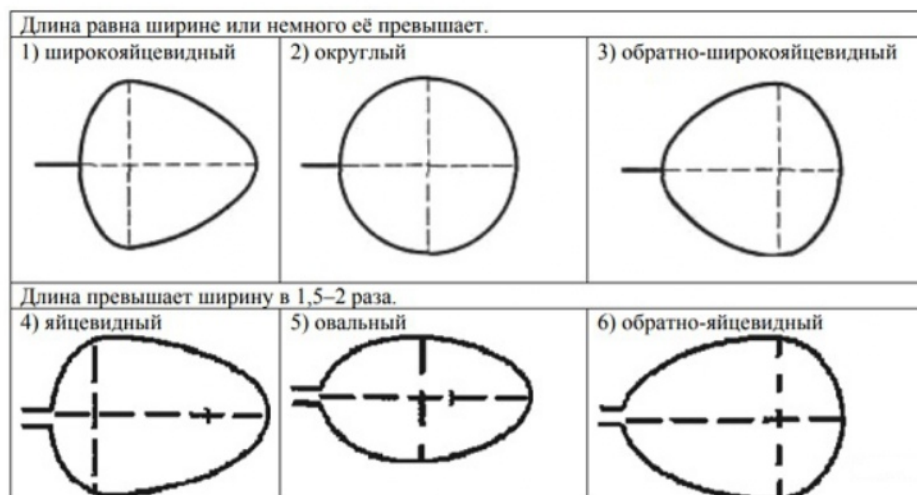 Длина равна ширине или немного её превышает.
1) широкояйцевидный 2) округлый 3) обратно-широкояйцевидный
Длина превышает ширину в 1,5–2 раза.
4) яйцевидный 5) овальный 6) обратно-яйцевидный